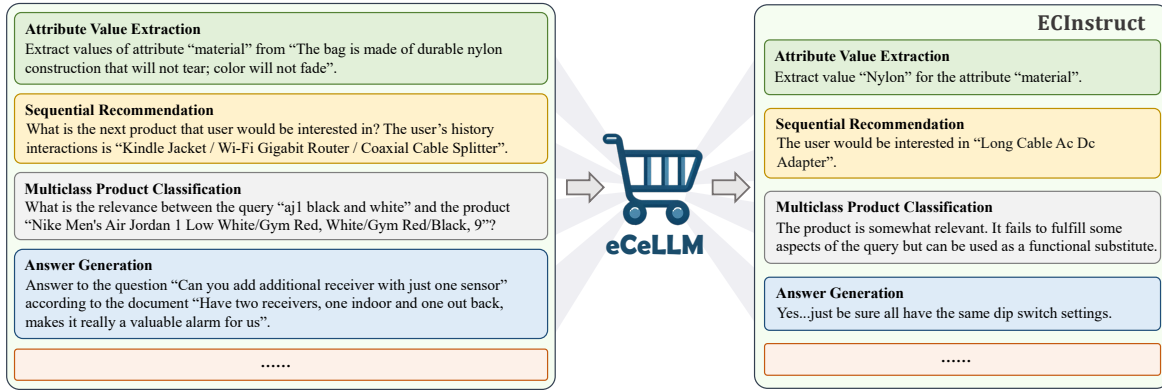 Attribute Value Extraction
Extract values of attribute “material” from “The bag is made of durable nylon
construction that will not tear; color will not fade”.
Sequential Recommendation
What is the next product that user would be interested in? The user’s history
interactions is “Kindle Jacket / Wi-Fi Gigabit Router / Coaxial Cable Splitter”.
Multiclass Product Classification
What is the relevance between the query “aj1 black and white” and the product
“Nike Men's Air Jordan 1 Low White/Gym Red, White/Gym Red/Black, 9”?
Answer Generation
Answer to the question “Can you add additional receiver with just one sensor”
according to the document “Have two receivers, one indoor and one out back,
makes it really a valuable alarm for us”.
......
eCeLLM
ECInstruct
Attribute Value Extraction
Extract value “Nylon” for the attribute “material”.
Sequential Recommendation
The user would be interested in “Long Cable Ac Dc
Adapter”.
Multiclass Product Classification
The product is somewhat relevant. It fails to fulfill some
aspects of the query but can be used as a functional substitute.
Answer Generation
Yes...just be sure all have the same dip switch settings.
......